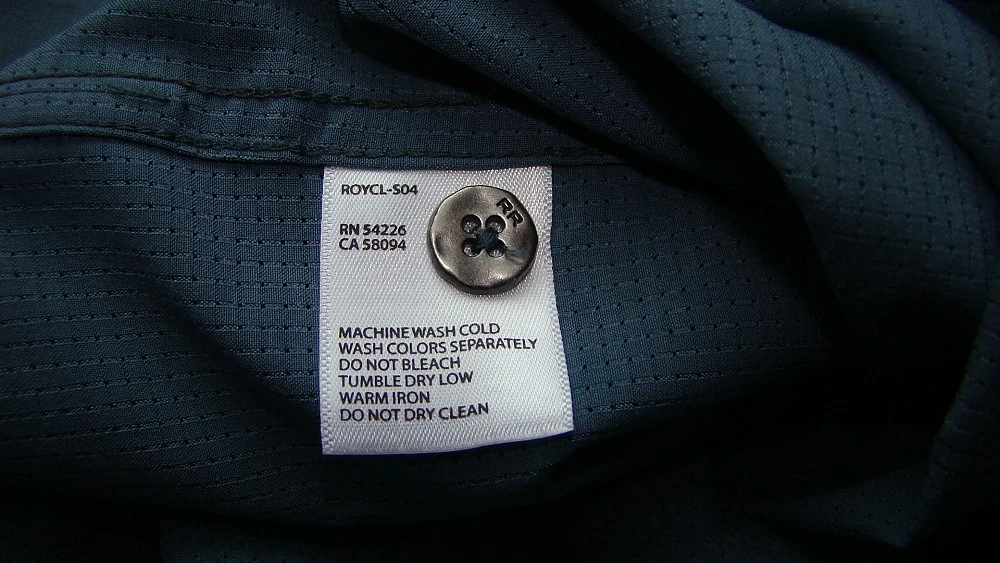 ROYCL-S04
RR
RN 54226
CA 58094
MACHINE WASH COLD
WASH COLORS SEPARATELY
DO NOT BLEACH
TUMBLE DRY LOW
WARM IRON
DO NOT DRY CLEAN